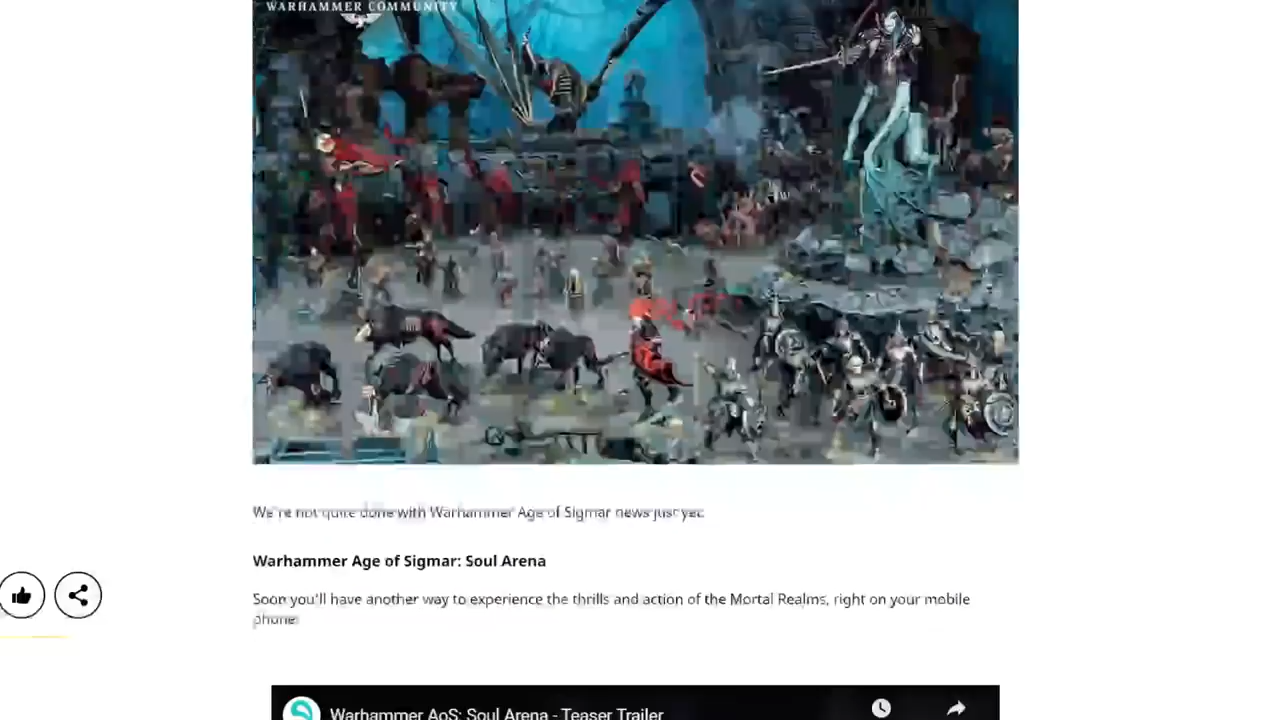 WARHAMMER COMMUNITY
We're not quite done with Warhammer Age of Sigmar news just yet.
Warhammer Age of Sigmar: Soul Arena
Soon you'll have another way to experience the thrills and action of the Mortal Realms, right on your mobile
phone.
Warhammer AoS: Soul Arena - Teaser Trailer